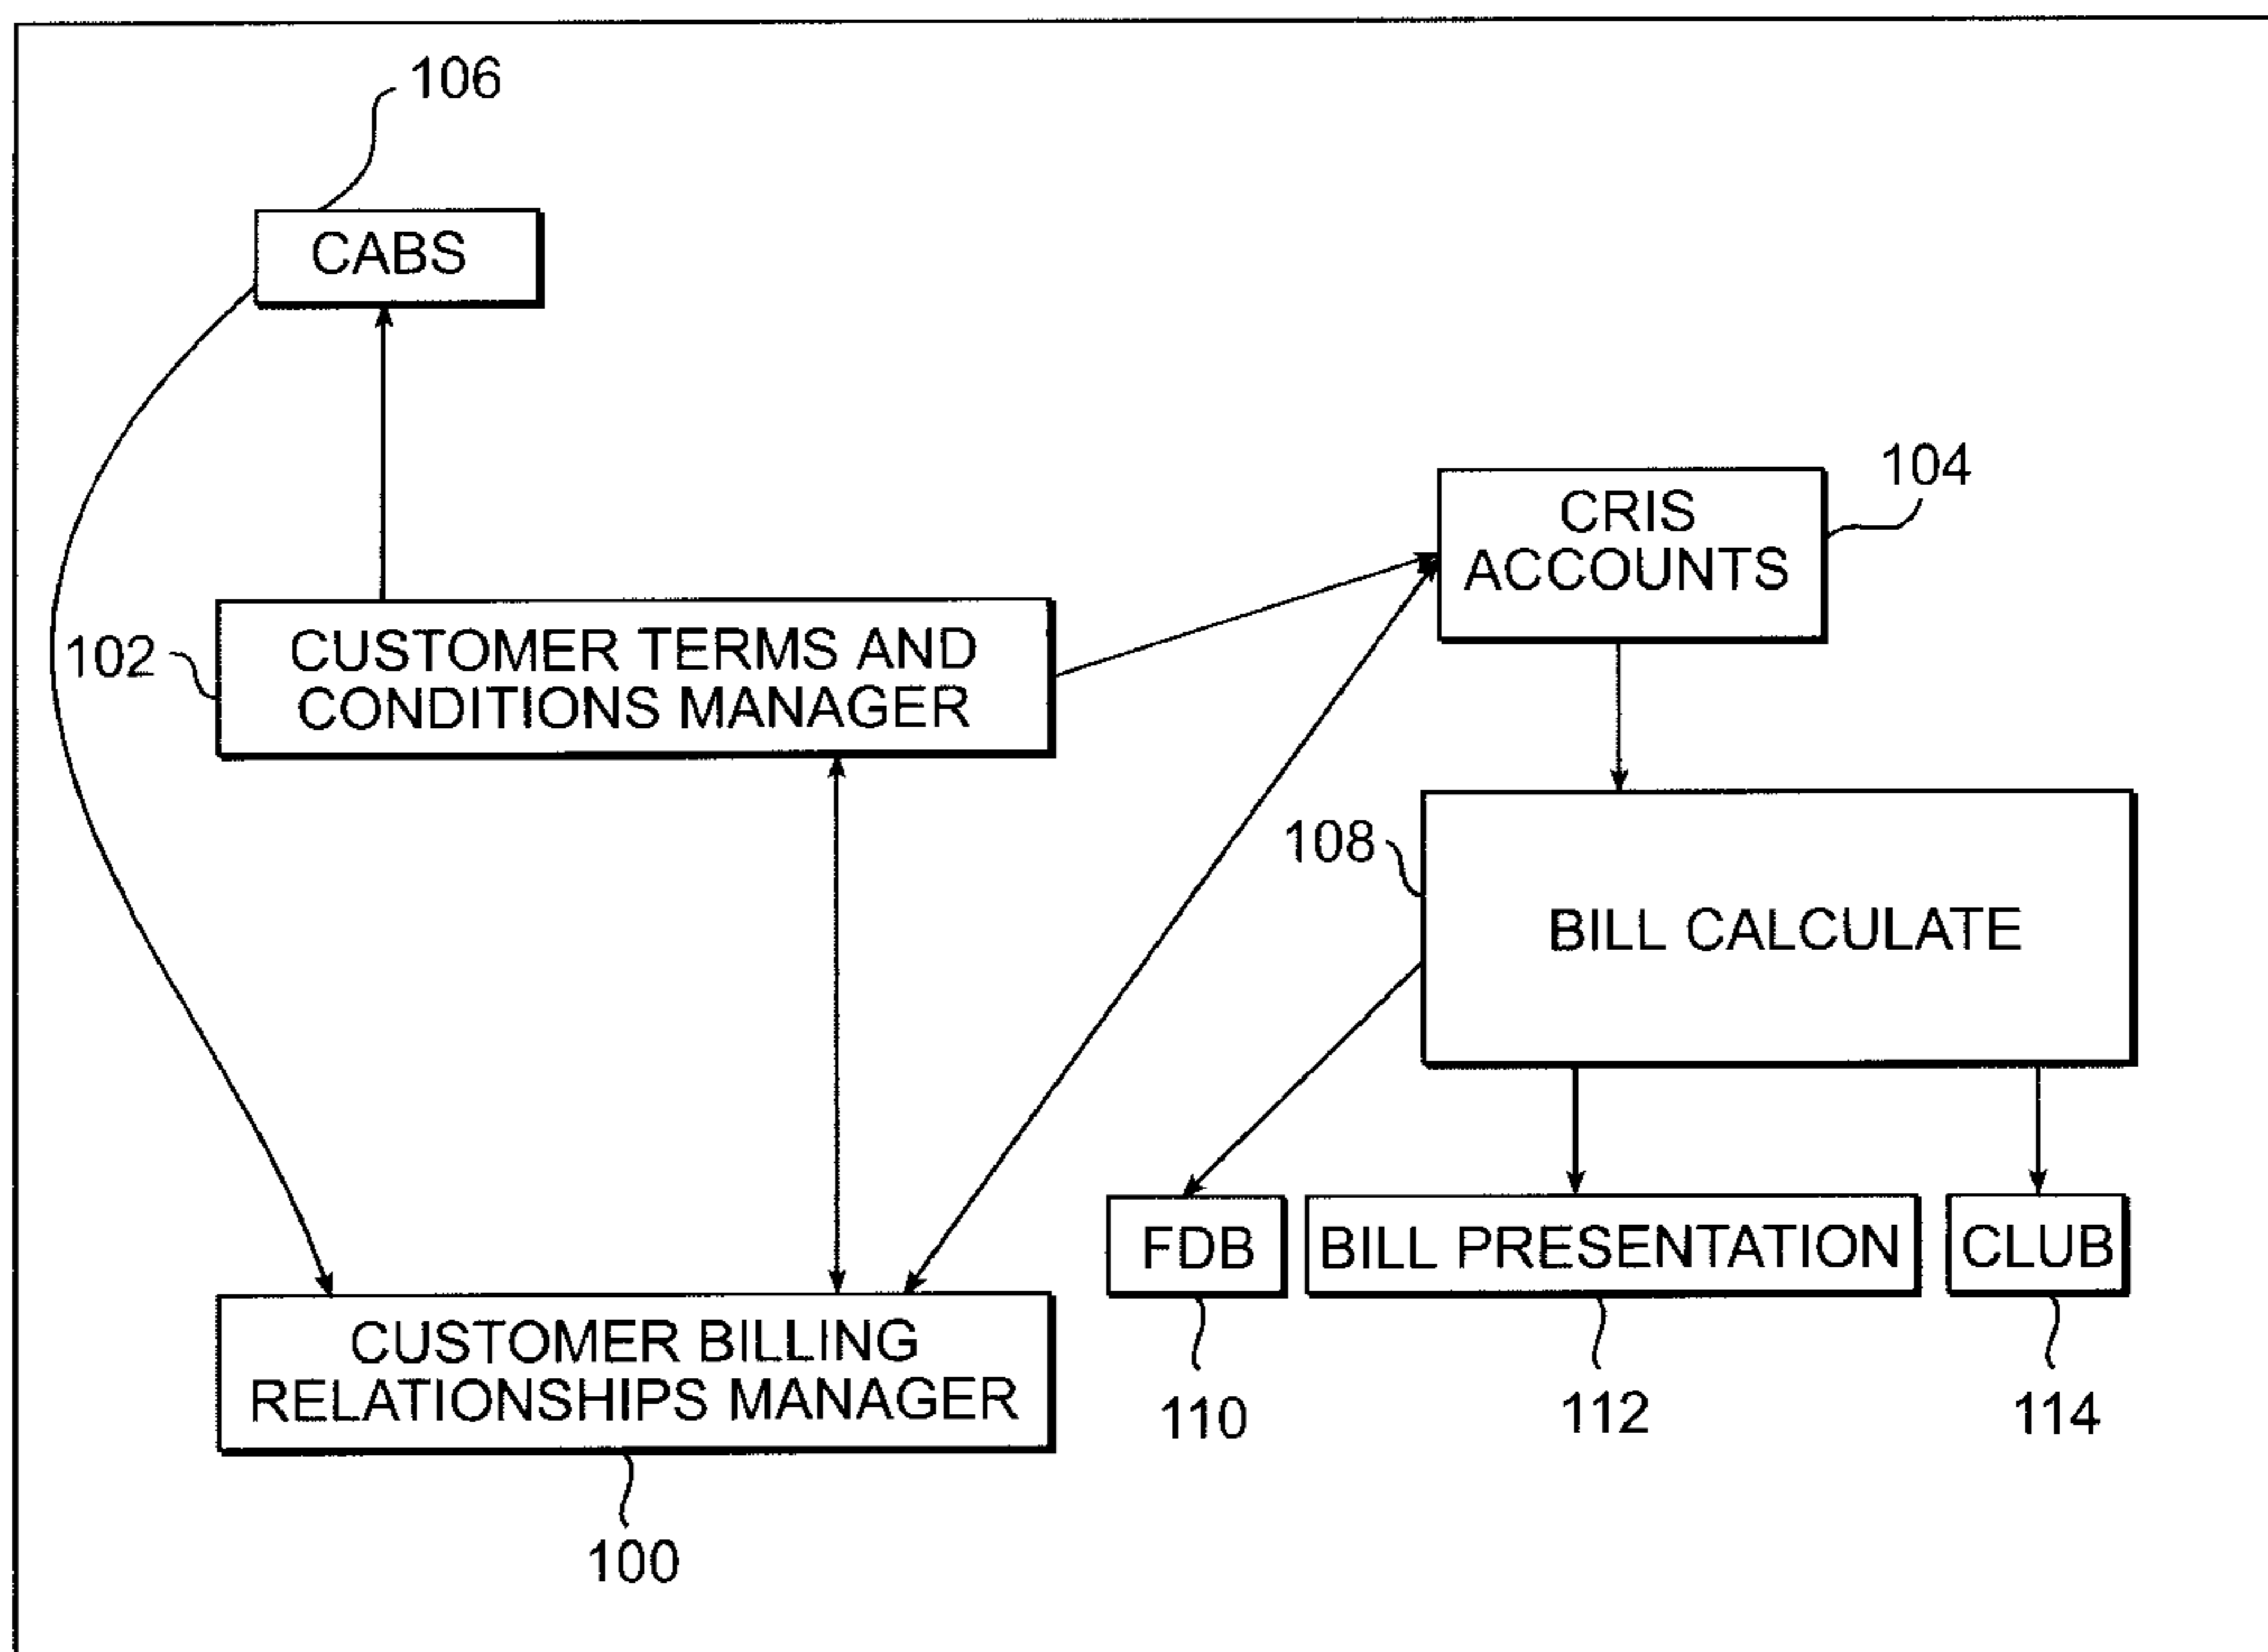 106
CABS
104
CRIS
ACCOUNTS
102
CUSTOMER TERMS AND
CONDITIONS MANAGER
108
BILL CALCULATE
FDB
BILL PRESENTATION
CLUB
110
112
114
CUSTOMER BILLING
RELATIONSHIPS MANAGER
100